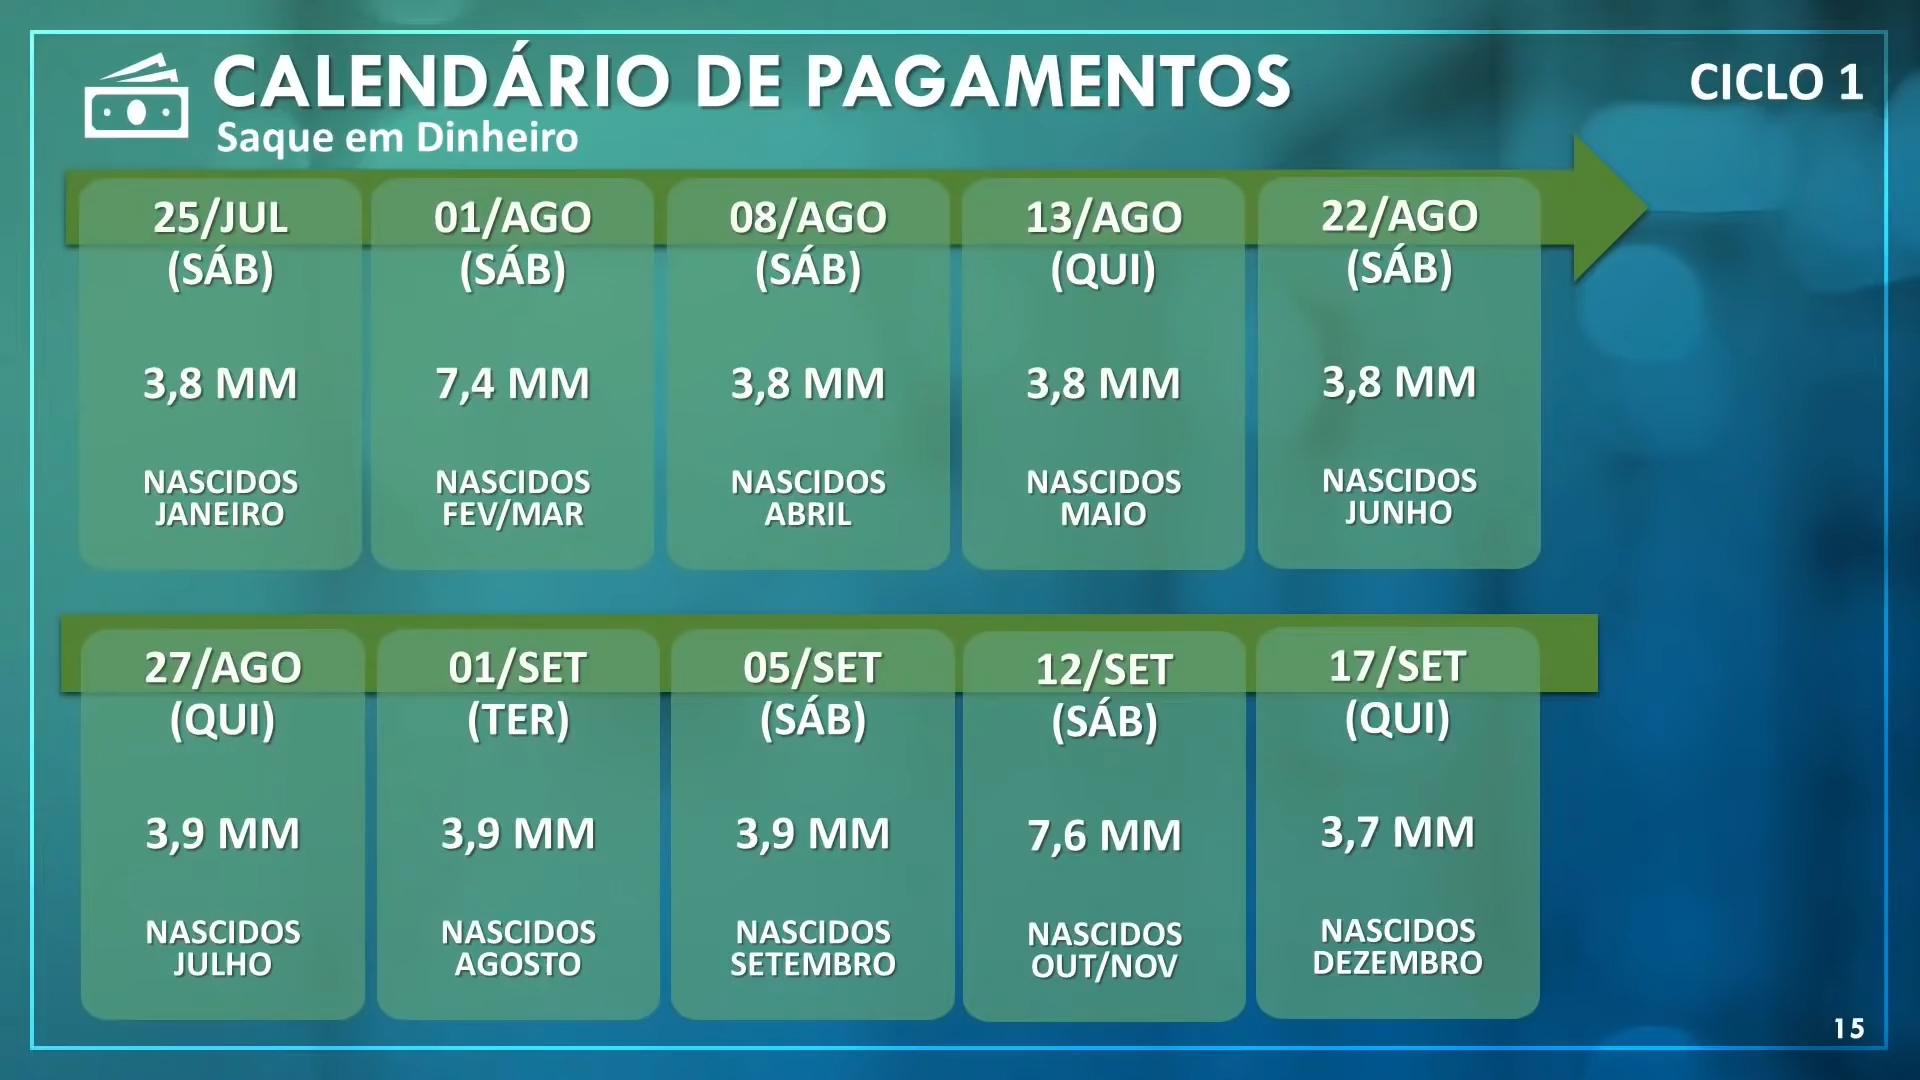 CALENDÁRIO DE PAGAMENTOS
Saque em Dinheiro
CICLO 1
25/JUL
(SÁB)
3,8 MM
NASCIDOS
JANEIRO
01/AGO
(SÁB)
7,4 MM
NASCIDOS
FEV/MAR
08/AGO
(SÁB)
3,8 MM
NASCIDOS
ABRIL
13/AGO
(QUI)
3,8 MM
NASCIDOS
MAIO
22/AGO
(SÁB)
3,8 MM
NASCIDOS
JUNHO
27/AGO
(QUI)
3,9 MM
NASCIDOS
JULHO
01/SET
(TER)
3,9 MM
NASCIDOS
AGOSTO
05/SET
(SÁB)
3,9 MM
NASCIDOS
SETEMBRO
12/SET
(SÁB)
7,6 MM
NASCIDOS
OUT/NOV
17/SET
(QUI)
3,7 MM
NASCIDOS
DEZEMBRO
15